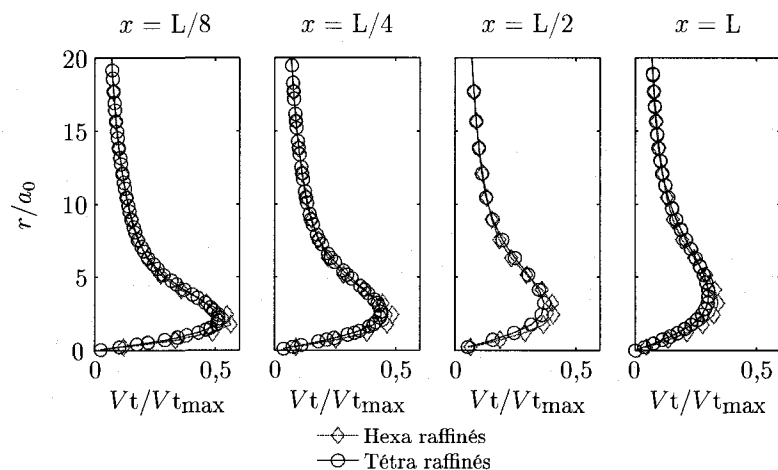 x = L/8 x = L/4 x = L/2 x = L
20
15
10
5
0
r/a₀
0 0,5 0 0,5 0 0,5 0 0,5
Vt/Vtmax Vt/Vtmax Vt/Vtmax Vt/Vtmax
Hexa raffinés
Tétra raffinés